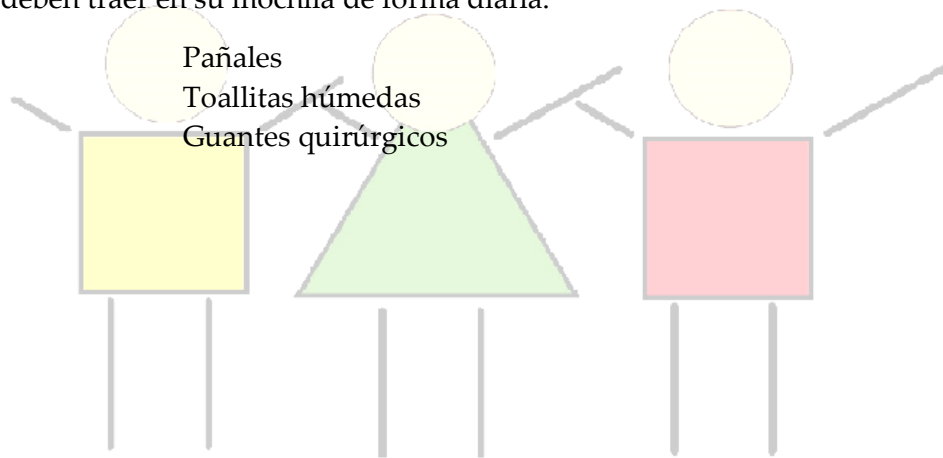 deben traer en su mochila de forma diaria.
Pañales
Toallitas húmedas
Guantes quirúrgicos